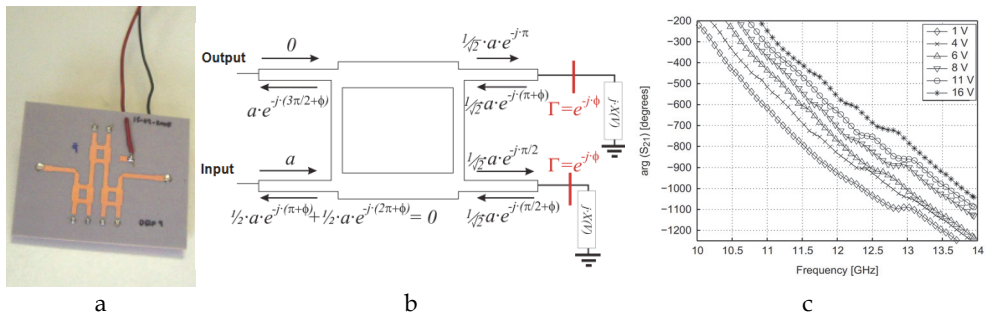 Output
0
1/√2·a·e^-j·π
a·e^-j·(3π/2+ϕ)
1/√2·a·e^-j·(π+ϕ)
Γ=e^-j·ϕ
j·X(V)
Input
a
1/√2·a·e^-j·π/2
Γ=e^-j·ϕ
½·a·e^-j·(π+ϕ)+½·a·e^-j·(2π+ϕ) = 0
1/√2·a·e^-j·(π/2+ϕ)
j·X(V)
arg (S21) [degrees]
-200
-300
-400
-500
-600
-700
-800
-900
-1000
-1100
-1200
10 10.5 11 11.5 12 12.5 13 13.5 14
Frequency [GHz]
1 V
4 V
6 V
8 V
11 V
16 V
a
b
c